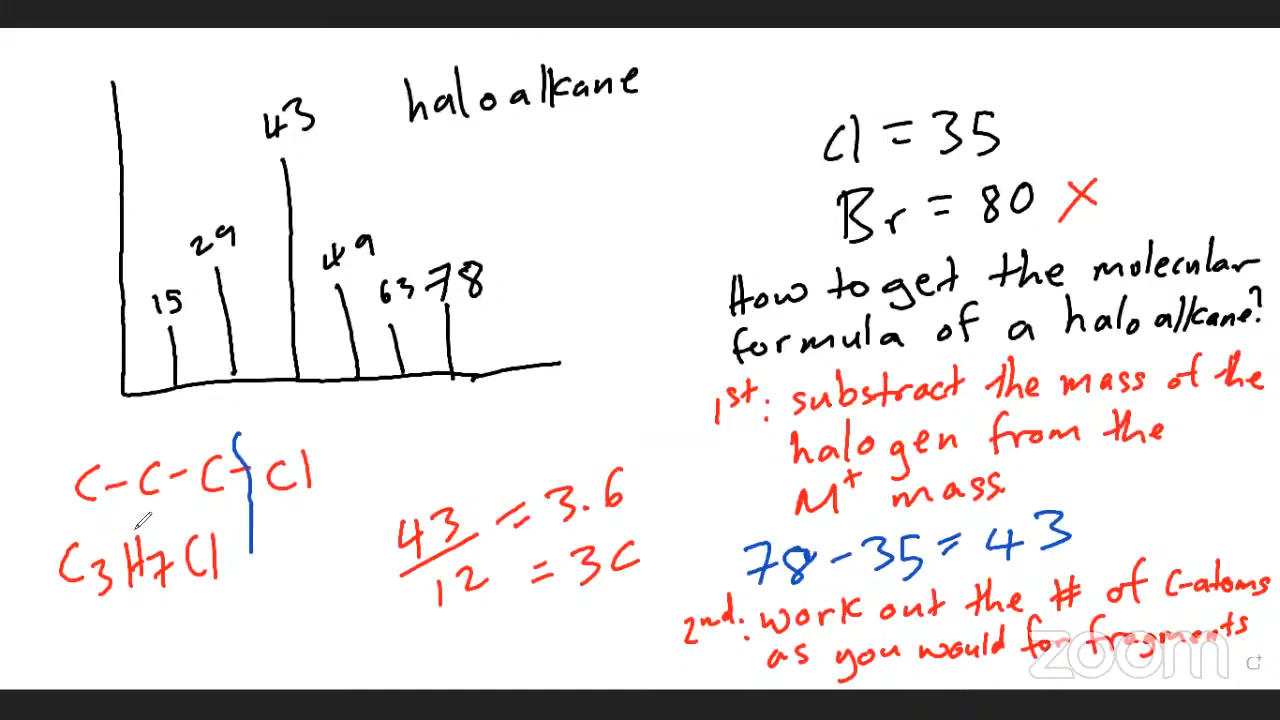 haloalkane
43
29
49
15
63
78
Cl = 35
Br = 80 X
How to get the molecular
formula of a haloalkane?
1st: substract the mass of the
halogen from the
M+ mass.
78 - 35 = 43
2nd: work out the # of C-atoms
as you would for fragments
C-C-C-Cl
C3H7Cl
43 = 3.6
12 = 3C
zoom